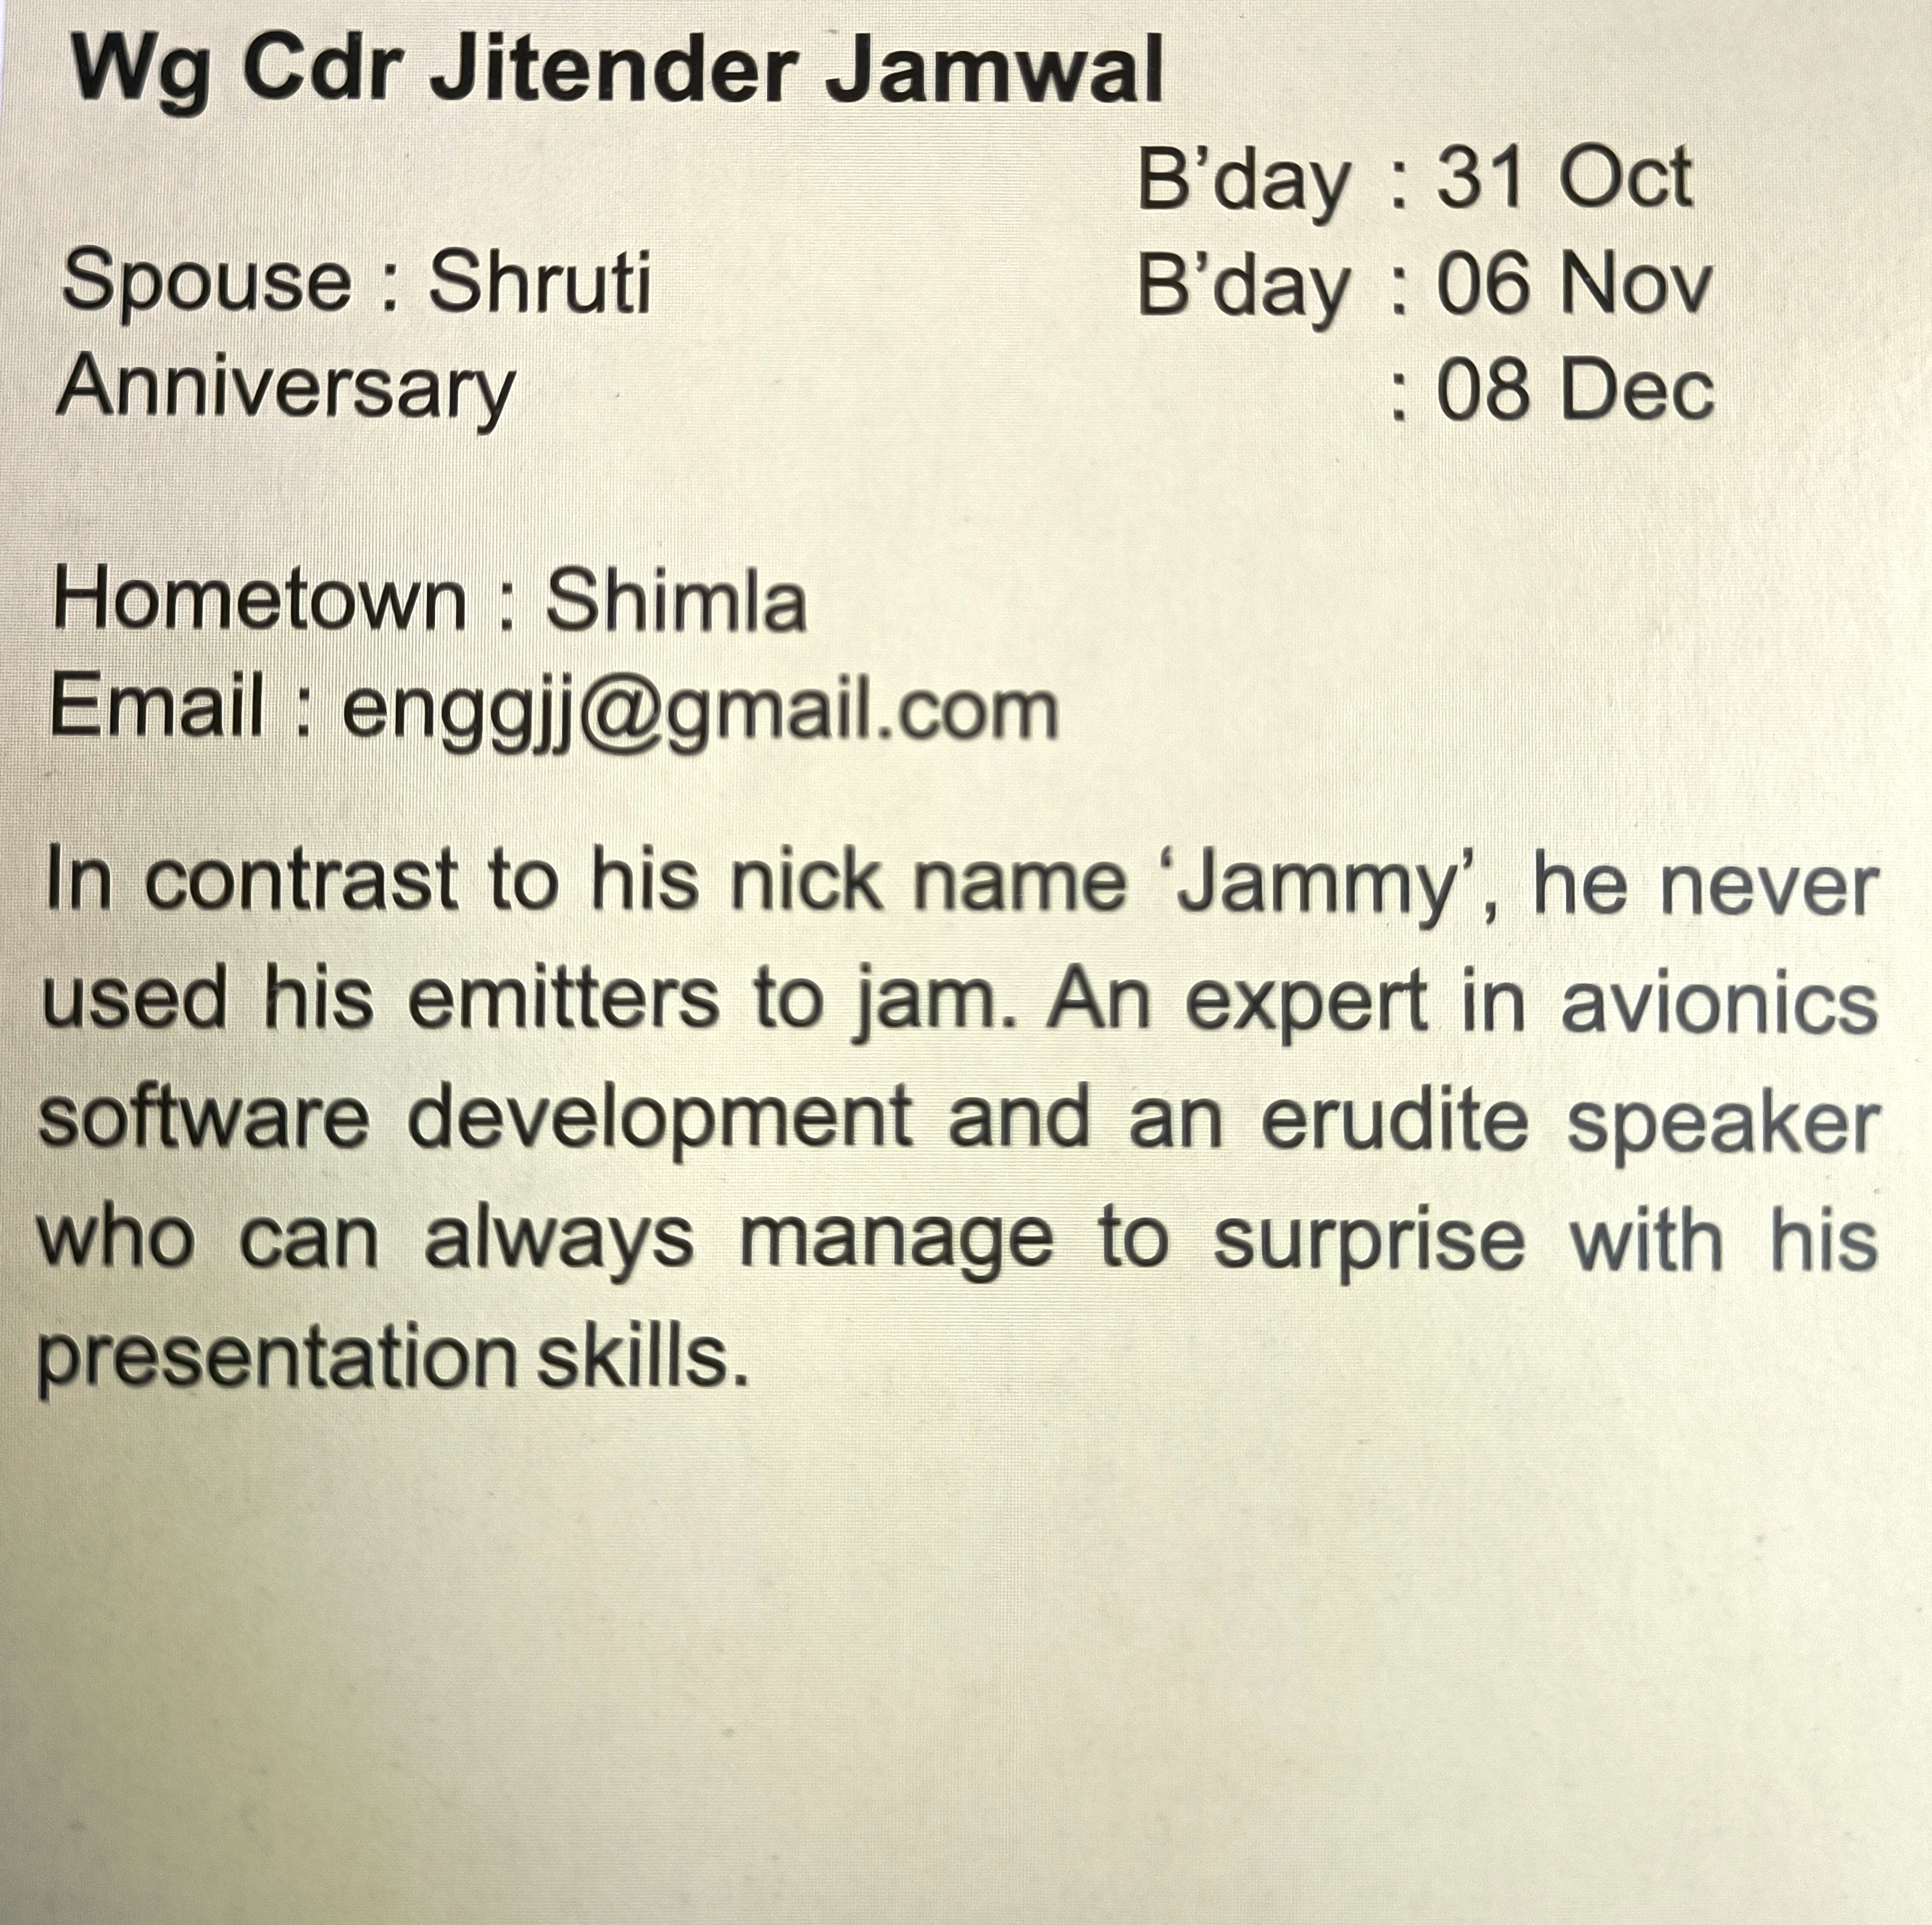 Wg Cdr Jitender Jamwal
B’day : 31 Oct
Spouse : Shruti B’day : 06 Nov
Anniversary : 08 Dec
Hometown : Shimla
Email : enggjj@gmail.com
In contrast to his nick name ‘Jammy’, he never
used his emitters to jam. An expert in avionics
software development and an erudite speaker
who can always manage to surprise with his
presentation skills.